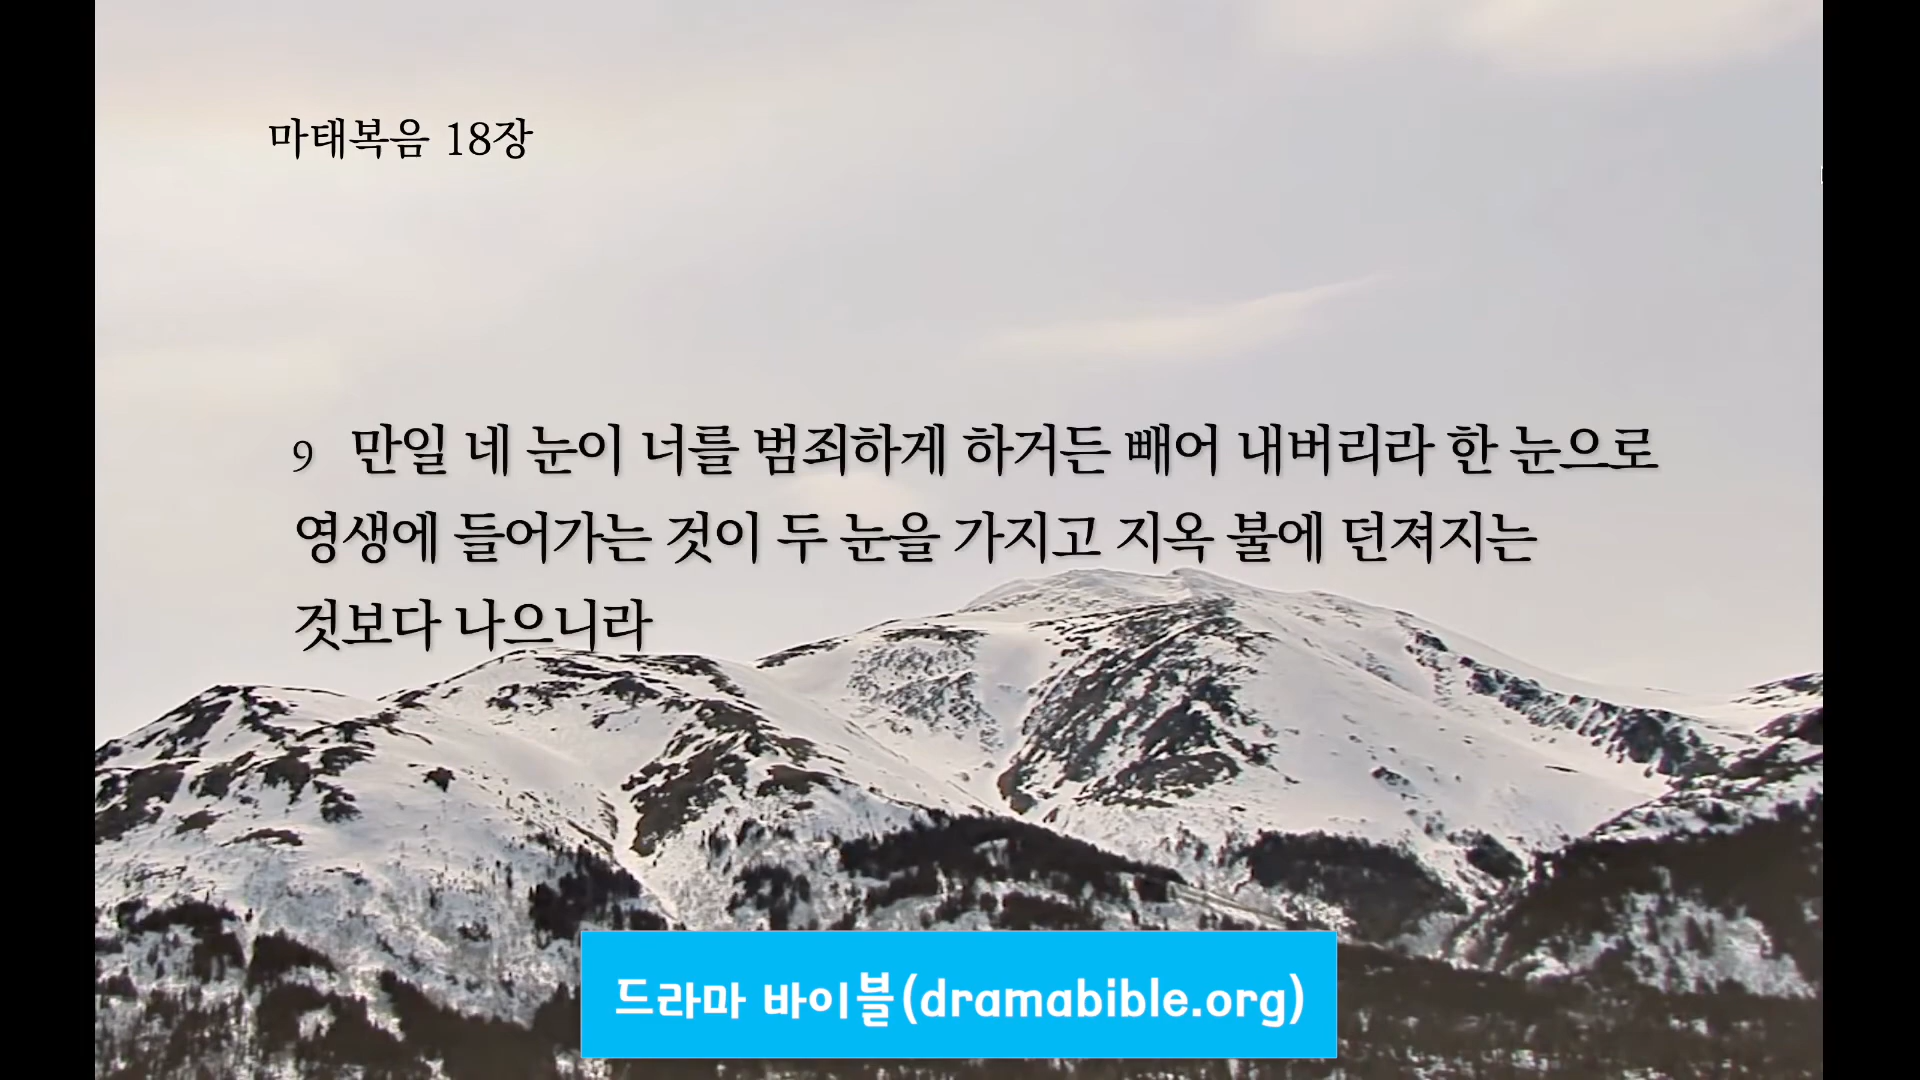 마태복음 18장
9 만일 네 눈이 너를 범죄하게 하거든 빼어 내버리라 한 눈으로
영생에 들어가는 것이 두 눈을 가지고 지옥 불에 던져지는
것보다 나으니라
드라마 바이블(dramabible.org)